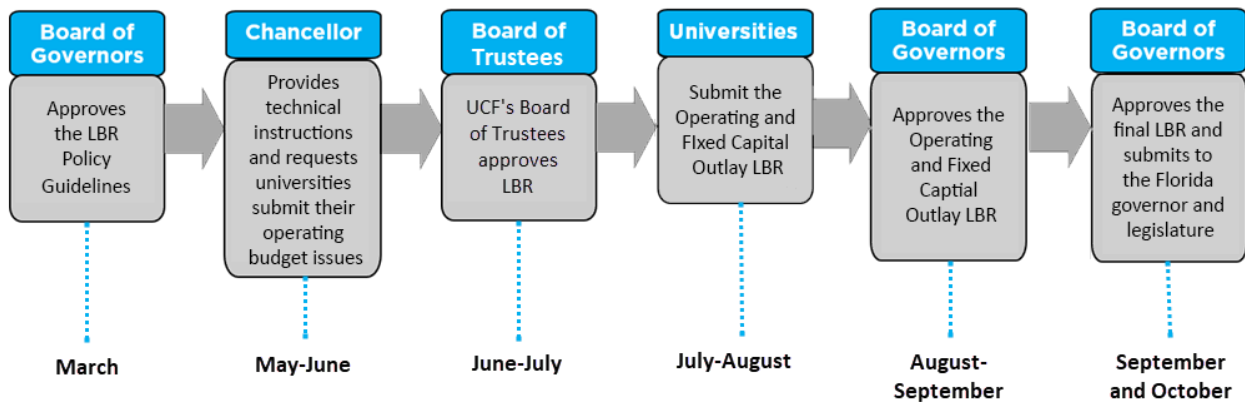 Board of
Governors
Approves
the LBR
Policy
Guidelines
March
Chancellor
Provides
technical
instructions
and requests
universities
submit their
operating
budget issues
May-June
Board of
Trustees
UCF's Board
of Trustees
approves
LBR
June-July
Universities
Submit the
Operating and
FIxed Capital
Outlay LBR
July-August
Board of
Governors
Approves the
Operating
and Fixed
Captial
Outlay LBR
August-
September
Board of
Governors
Approves the
final LBR and
submits to
the Florida
governor and
legislature
September
and October